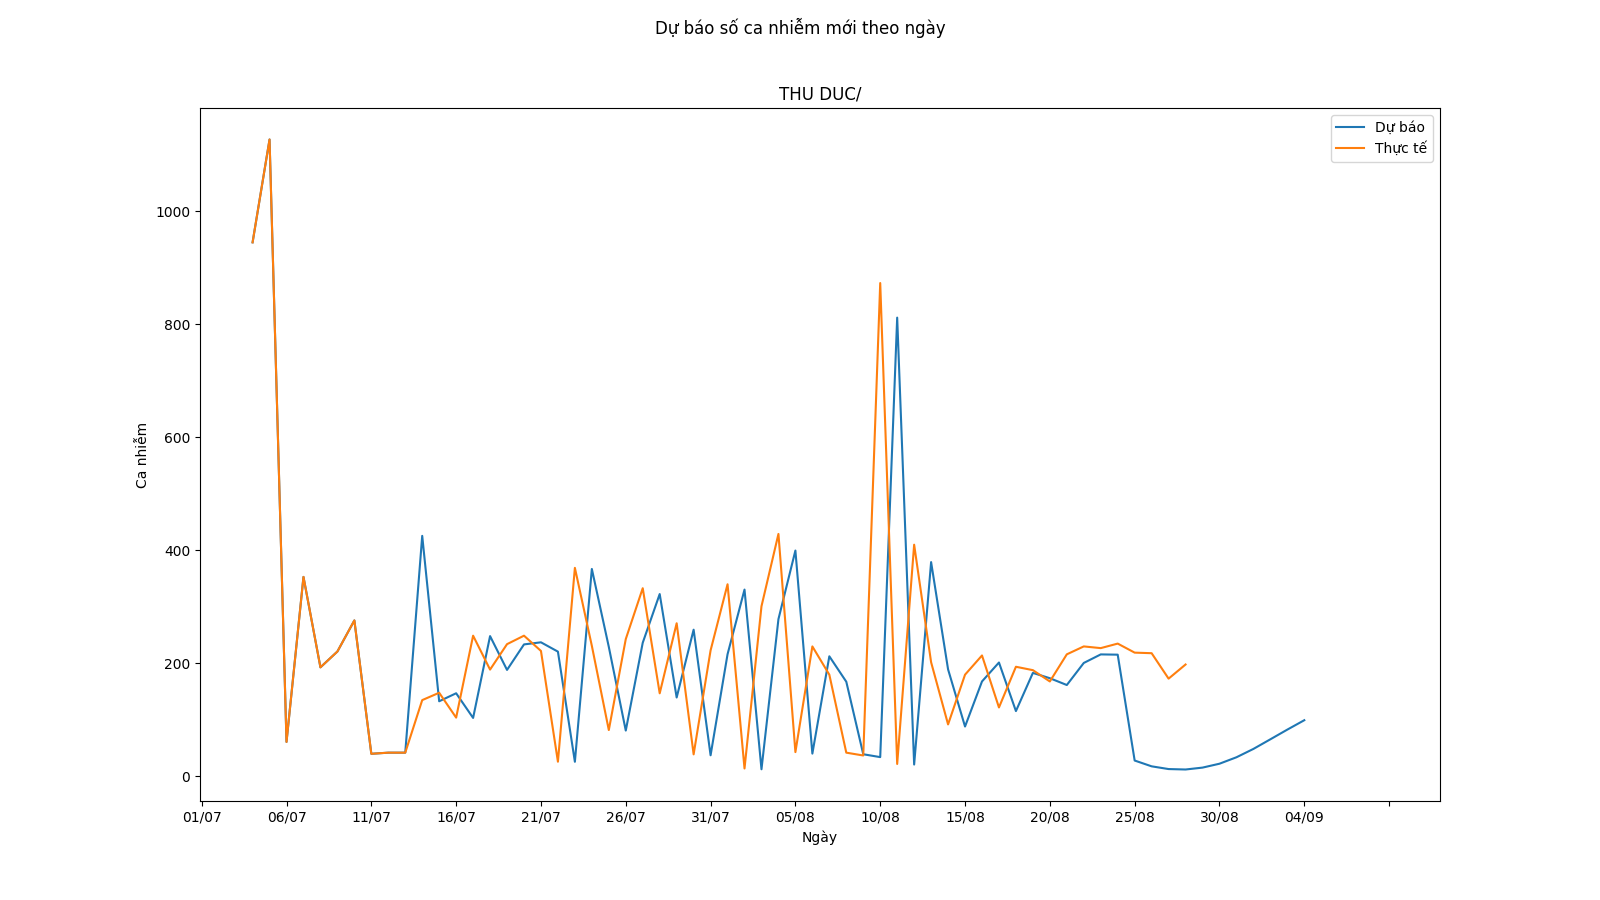 Dự báo số ca nhiễm mới theo ngày
THU DUC/
Dự báo
Thực tế
1000
800
600
400
200
0
Ca nhiễm
01/07 06/07 11/07 16/07 21/07 26/07 31/07 05/08 10/08 15/08 20/08 25/08 30/08 04/09
Ngày